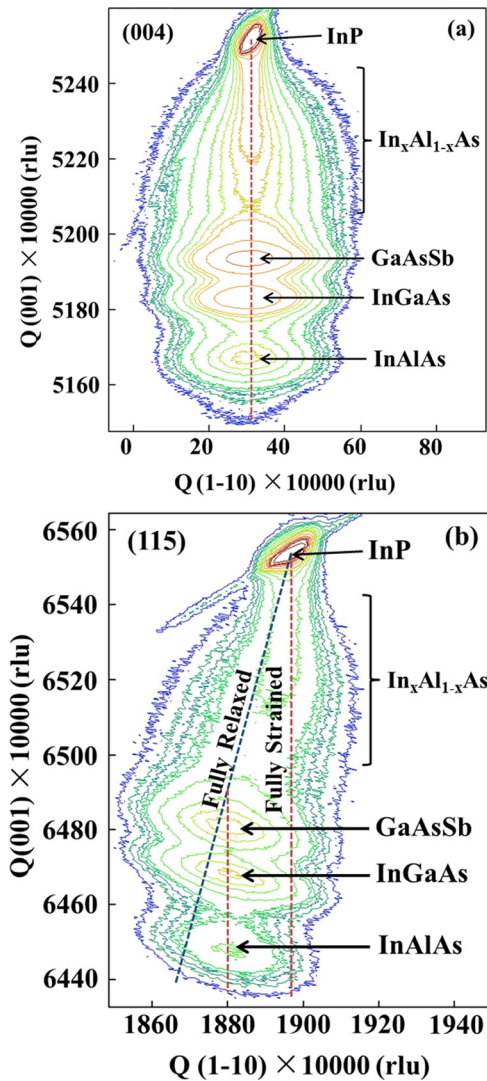 (004)
(a)
InP
5240
InₓAl₁₋ₓAs
5220
5200
GaAsSb
InGaAs
5180
InAlAs
5160
Q (001) ×10000 (rlu)
0 20 40 60 80
Q (1-10) ×10000 (rlu)
(115)
(b)
6560
InP
6540
InₓAl₁₋ₓAs
6520
Fully Relaxed
Fully Strained
6500
GaAsSb
6480
InGaAs
6460
InAlAs
6440
Q(001) ×10000 (rlu)
1860 1880 1900 1920 1940
Q (1-10) ×10000 (rlu)